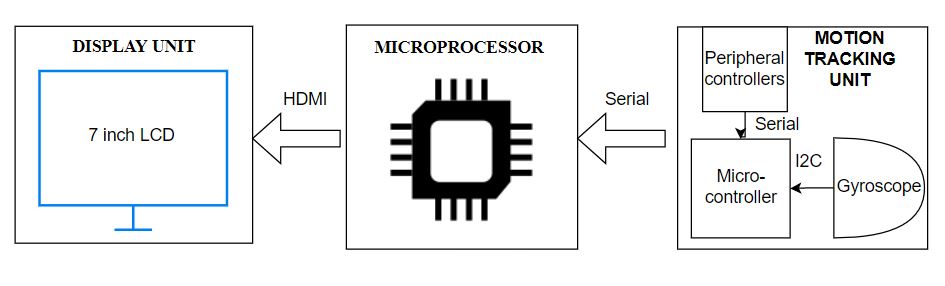 DISPLAY UNIT
7 inch LCD
HDMI
MICROPROCESSOR
Serial
MOTION
TRACKING
UNIT
Peripheral
controllers
Serial
Micro-
controller
I2C
Gyroscope